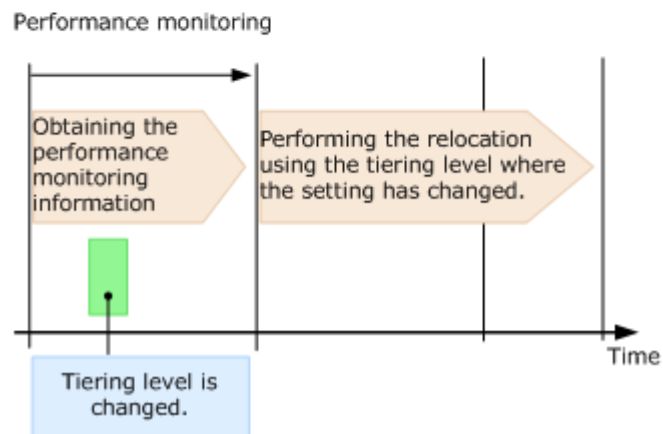 Performance monitoring
Obtaining the
performance
monitoring
information
Performing the relocation
using the tiering level where
the setting has changed.
Time
Tiering level is
changed.